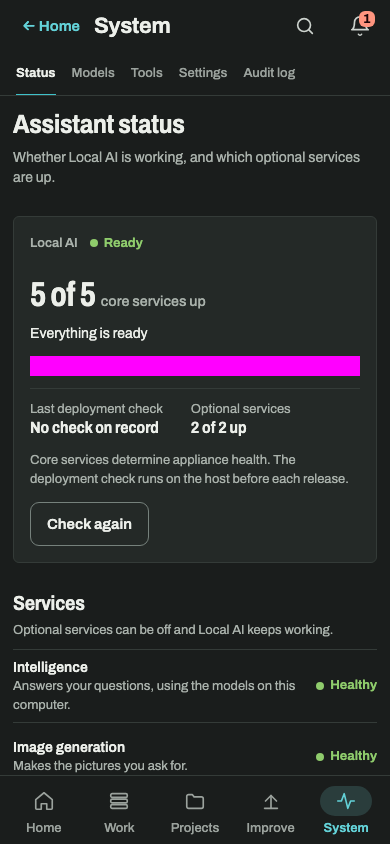 ← Home System
1
Status Models Tools Settings Audit log
Assistant status
Whether Local AI is working, and which optional services
are up.
Local AI Ready
5 of 5 core services up
Everything is ready
Last deployment check Optional services
No check on record 2 of 2 up
Core services determine appliance health. The
deployment check runs on the host before each release.
Check again
Services
Optional services can be off and Local AI keeps working.
Intelligence
Answers your questions, using the models on this
computer.
Healthy
Image generation
Makes the pictures you ask for.
Healthy
Home Work Projects Improve System